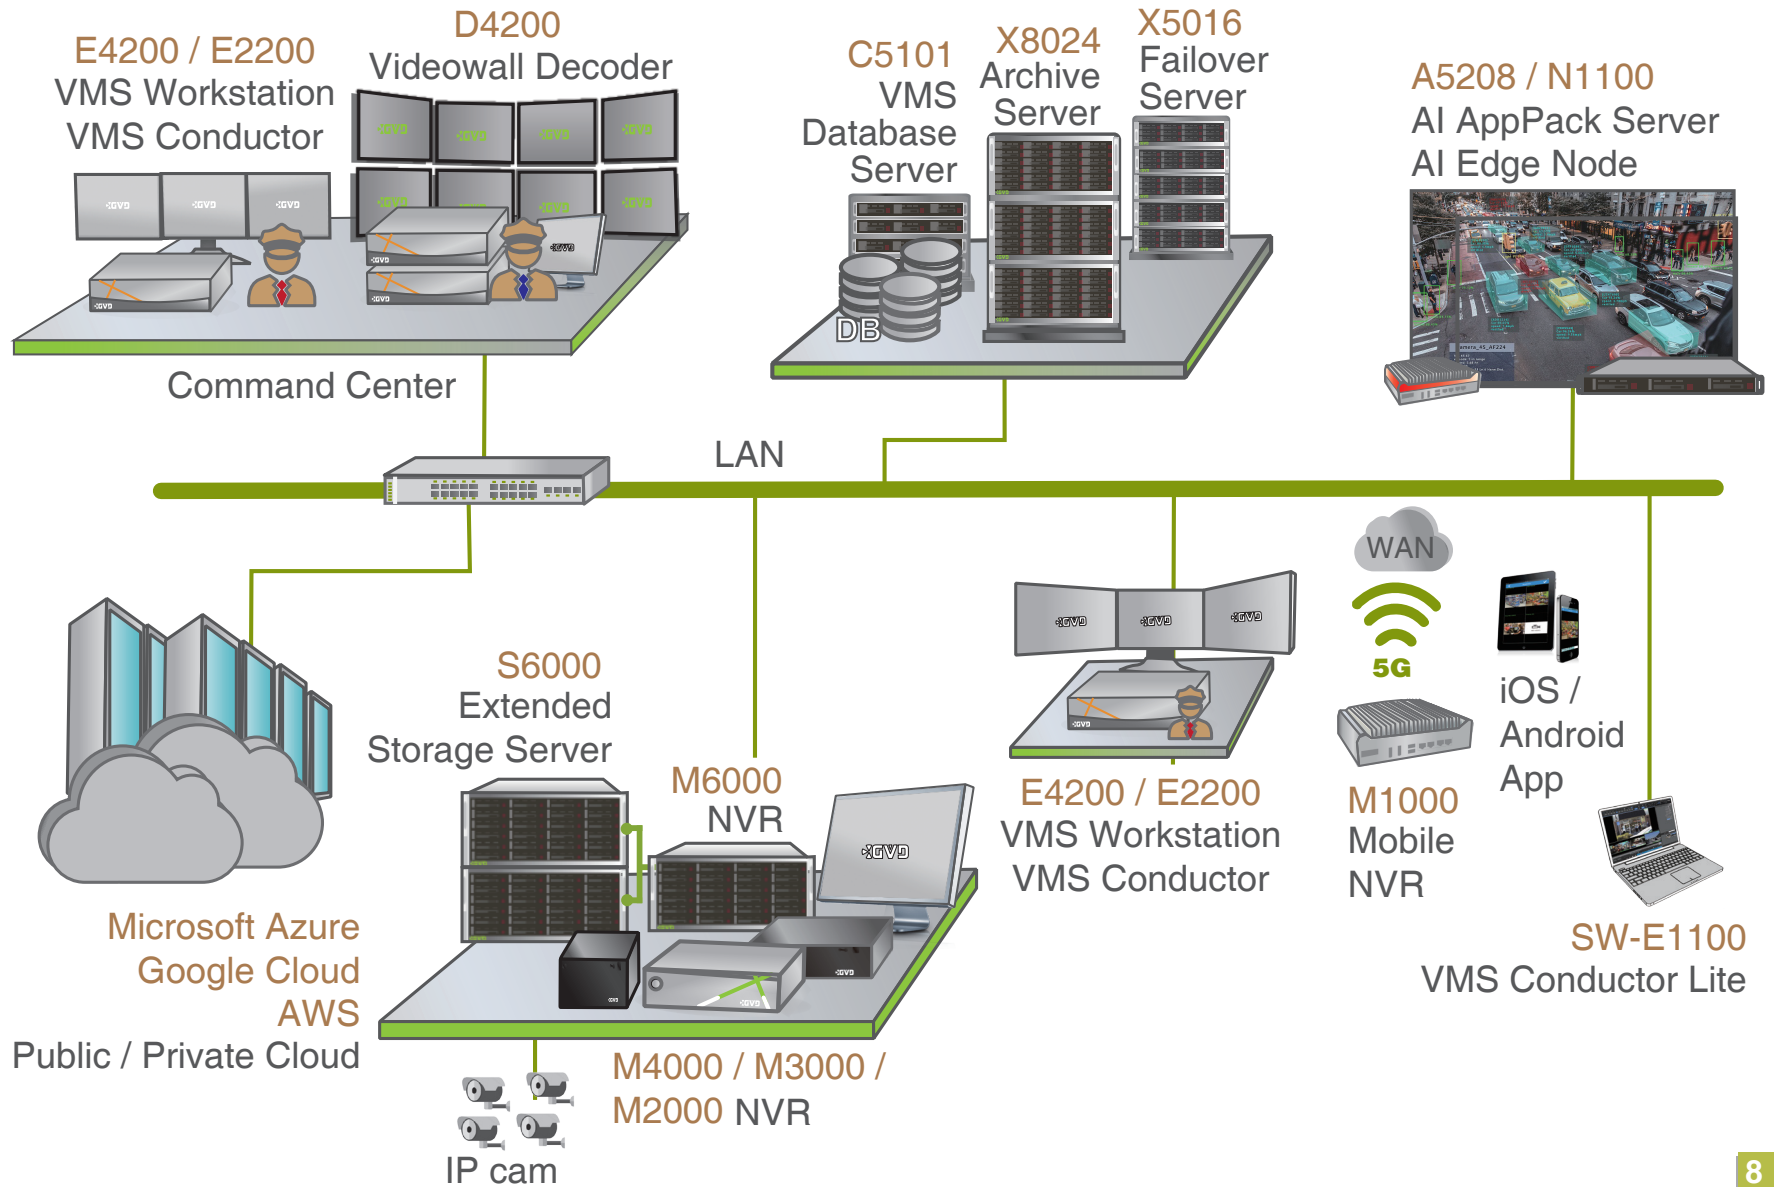 E4200 / E2200
VMS Workstation
VMS Conductor
D4200
Videowall Decoder
C5101
VMS
Database
Server
X8024
Archive
Server
X5016
Failover
Server
A5208 / N1100
AI AppPack Server
AI Edge Node
DB
Command Center
LAN
WAN
5G
iOS /
Android
App
S6000
Extended
Storage Server
M6000
NVR
GVD
E4200 / E2200
VMS Workstation
VMS Conductor
M1000
Mobile
NVR
SW-E1100
VMS Conductor Lite
Microsoft Azure
Google Cloud
AWS
Public / Private Cloud
M4000 / M3000 /
M2000 NVR
IP cam
8